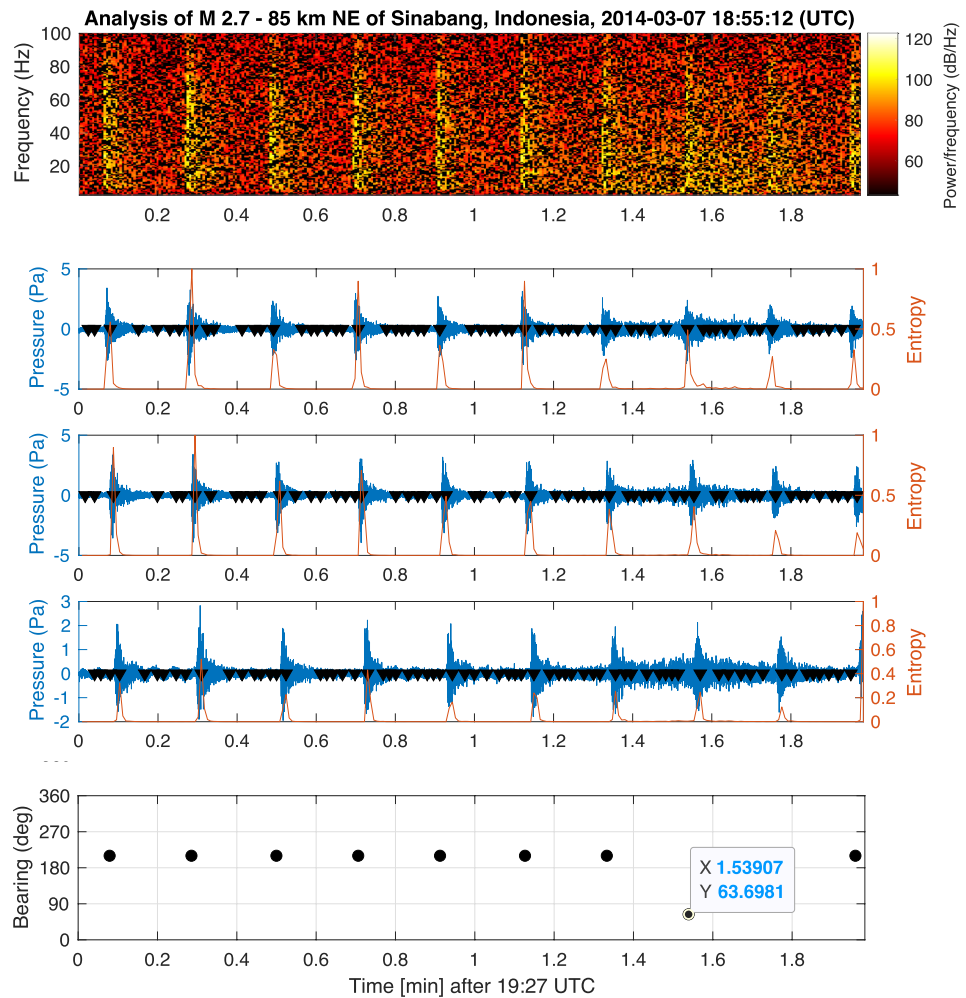 Analysis of M 2.7 - 85 km NE of Sinabang, Indonesia, 2014-03-07 18:55:12 (UTC)
Frequency (Hz)
100
80
60
40
20
0.2 0.4 0.6 0.8 1 1.2 1.4 1.6 1.8
120
100
80
60
Power/frequency (dB/Hz)
Pressure (Pa)
5
0
-5
0 0.2 0.4 0.6 0.8 1 1.2 1.4 1.6 1.8
1
0.5
0
Entropy
Pressure (Pa)
5
0
-5
0 0.2 0.4 0.6 0.8 1 1.2 1.4 1.6 1.8
1
0.5
0
Entropy
Pressure (Pa)
3
2
1
0
-1
-2
0 0.2 0.4 0.6 0.8 1 1.2 1.4 1.6 1.8
1
0.8
0.6
0.4
0.2
0
Entropy
Bearing (deg)
360
270
180
90
0
X 1.53907
Y 63.6981
0 0.2 0.4 0.6 0.8 1 1.2 1.4 1.6 1.8
Time [min] after 19:27 UTC